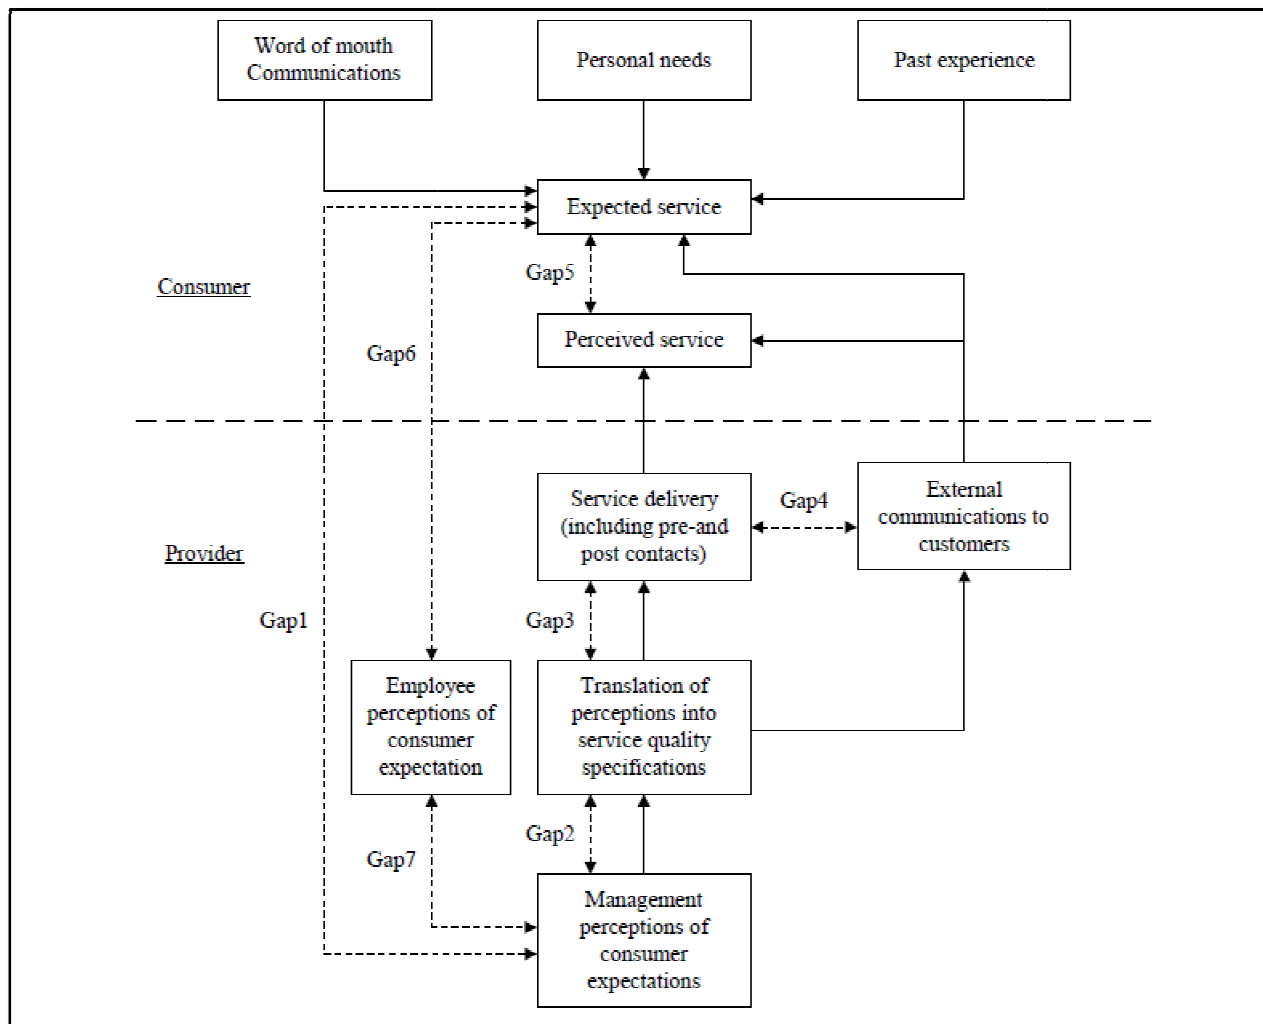 Word of mouth
Communications
Personal needs
Past experience
Expected service
Gap5
Consumer
Perceived service
Gap6
Service delivery
(including pre-and
post contacts)
Gap4
External
communications to
customers
Provider
Gap1
Gap3
Employee
perceptions of
consumer
expectation
Translation of
perceptions into
service quality
specifications
Gap7
Gap2
Management
perceptions of
consumer
expectations